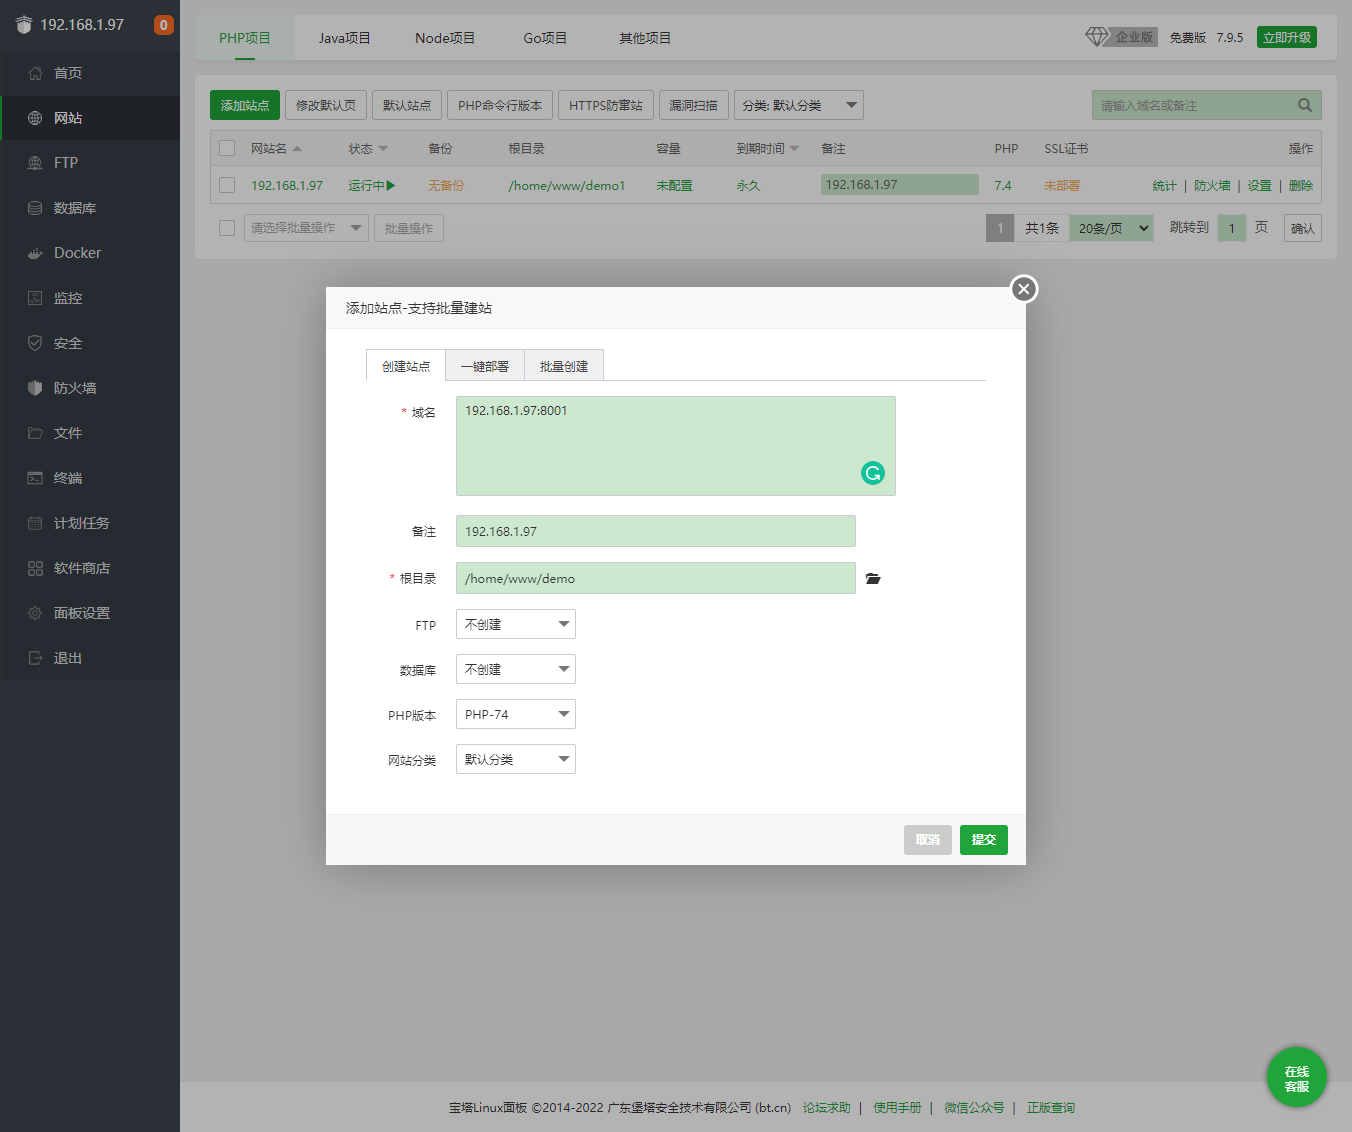 192.168.1.97
0
首页
网站
FTP
数据库
Docker
监控
安全
防火墙
文件
终端
计划任务
软件商店
面板设置
退出
PHP项目 Java项目 Node项目 Go项目 其他项目
企业版 免费版 7.9.5 立即升级
添加站点 修改默认页 默认站点 PHP命令行版本 HTTPS防窜站 漏洞扫描 分类: 默认分类 请输入域名或备注
网站名 状态 备份 根目录 容量 到期时间 备注 PHP SSL证书 操作
192.168.1.97 运行中 无备份 /home/www/demo1 未配置 永久 192.168.1.97 7.4 未部署 统计 | 防火墙 | 设置 | 删除
请选择批量操作 批量操作 1 共1条 20条/页 跳转到 1 页 确认
添加站点-支持批量建站
创建站点 一键部署 批量创建
* 域名 192.168.1.97:8001
备注 192.168.1.97
* 根目录 /home/www/demo
FTP 不创建
数据库 不创建
PHP版本 PHP-74
网站分类 默认分类
取消 提交
在线
客服
宝塔Linux面板 ©2014-2022 广东堡塔安全技术有限公司 (bt.cn) 论坛求助 | 使用手册 | 微信公众号 | 正版查询